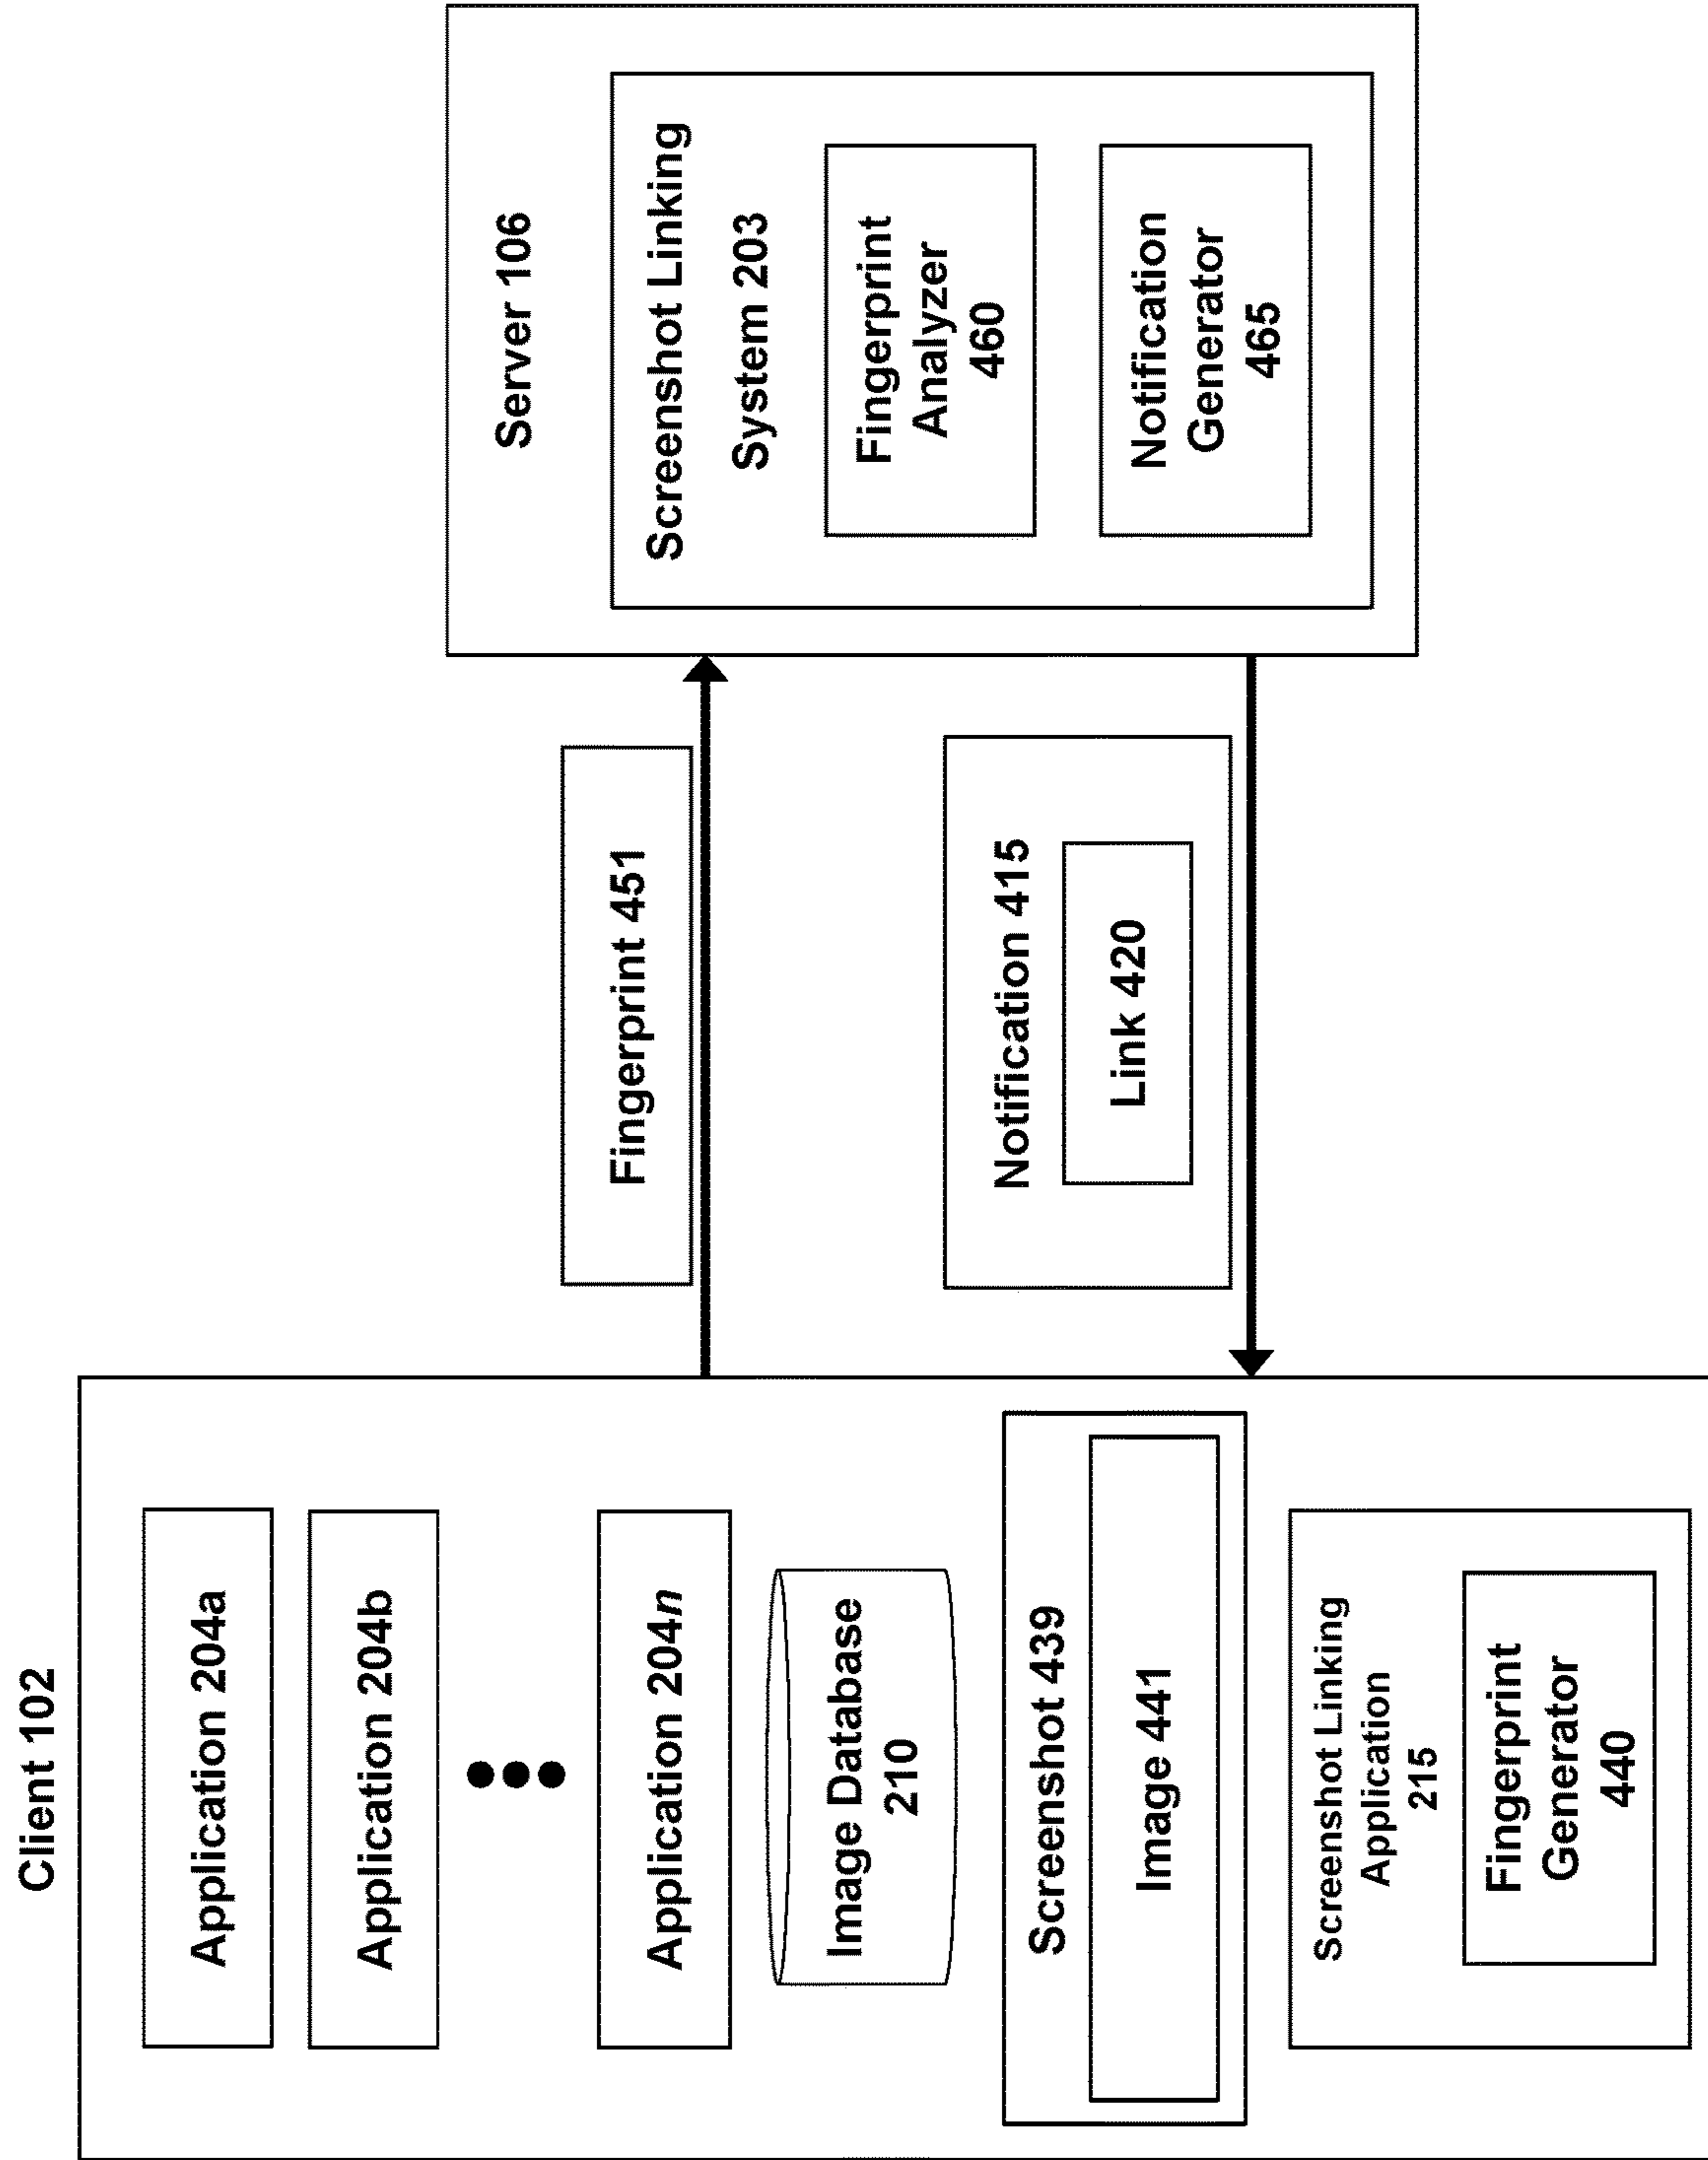 Client 102
Application 204a
Application 204b
Application 204n
Image Database
210
Screenshot 439
Image 441
Screenshot Linking
Application
215
Fingerprint
Generator
440
Fingerprint 451
Notification 415
Link 420
Server 106
Screenshot Linking
System 203
Fingerprint
Analyzer
460
Notification
Generator
465